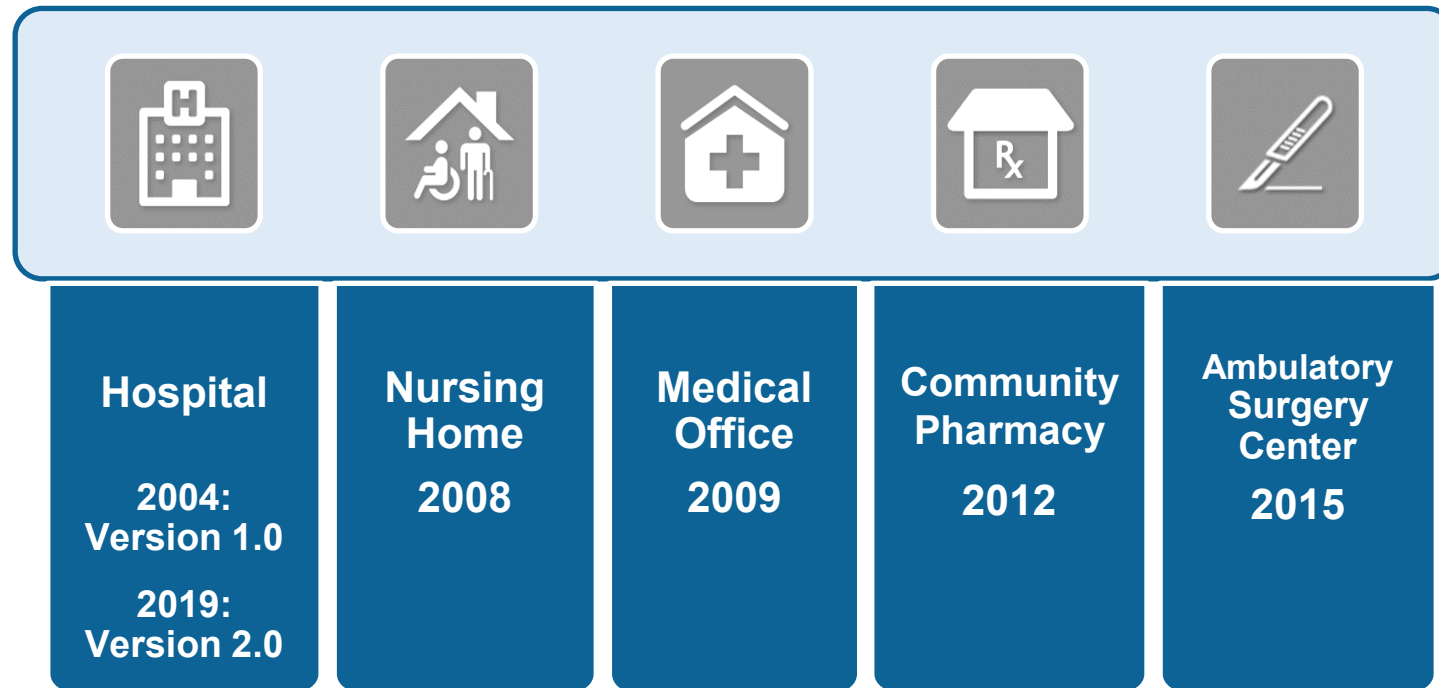 H
Rx
Hospital
2004:
Version 1.0
2019:
Version 2.0
Nursing
Home
2008
Medical
Office
2009
Community
Pharmacy
2012
Ambulatory
Surgery
Center
2015